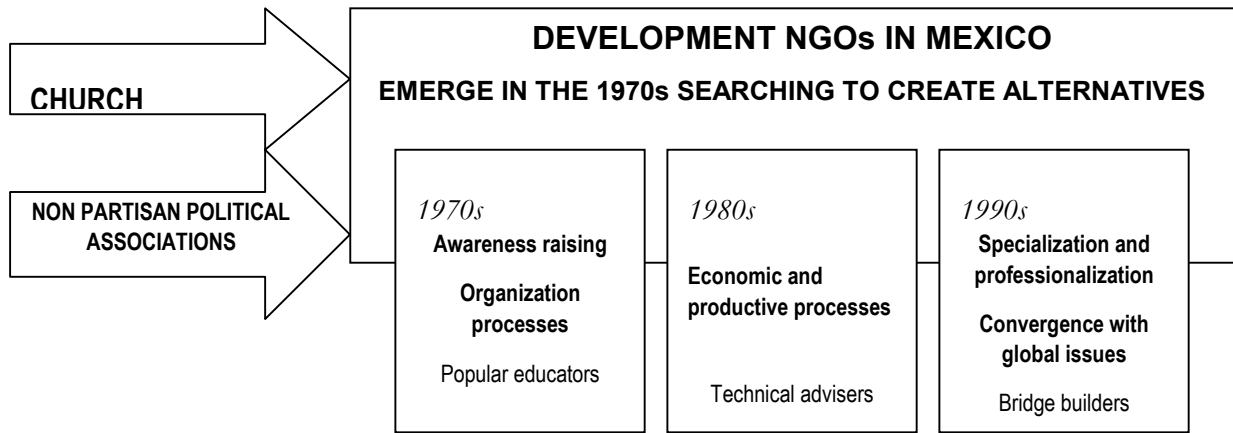 DEVELOPMENT NGOs IN MEXICO
EMERGE IN THE 1970s SEARCHING TO CREATE ALTERNATIVES
CHURCH
NON PARTISAN POLITICAL
ASSOCIATIONS
1970s
Awareness raising
Organization
processes
Popular educators
1980s
Economic and
productive processes
Technical advisers
1990s
Specialization and
professionalization
Convergence with
global issues
Bridge builders